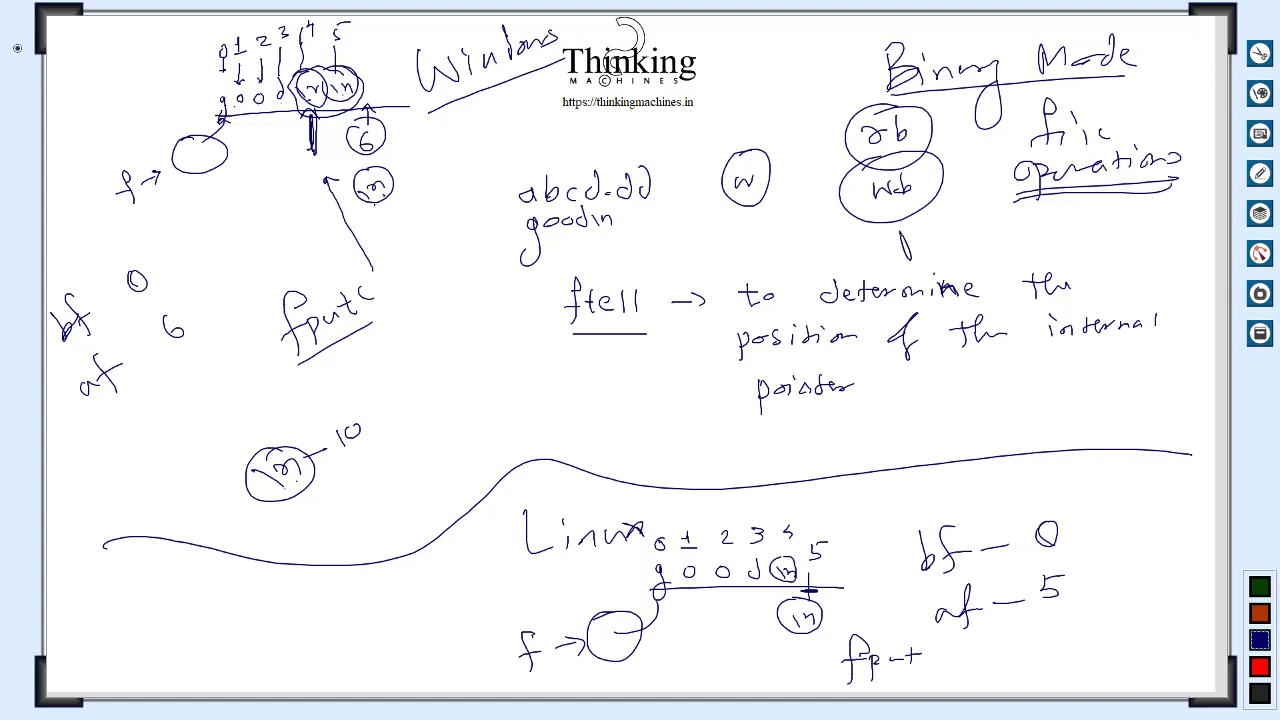 0 1 2 3 4 5
Windows
Thinking
MACHINES
https://thinkingmachines.in
Binary Mode
g o o d \r \n
6
f →
\n
w
rb
wb
file
operations
abcd.dd
good\n
bf 0
af 6
fputc
ftell → to determine the
position of the internal
pointer
\n - 10
Linux
0 1 2 3 4 5
g o o d \n
\n
f →
bf - 0
af - 5
fput